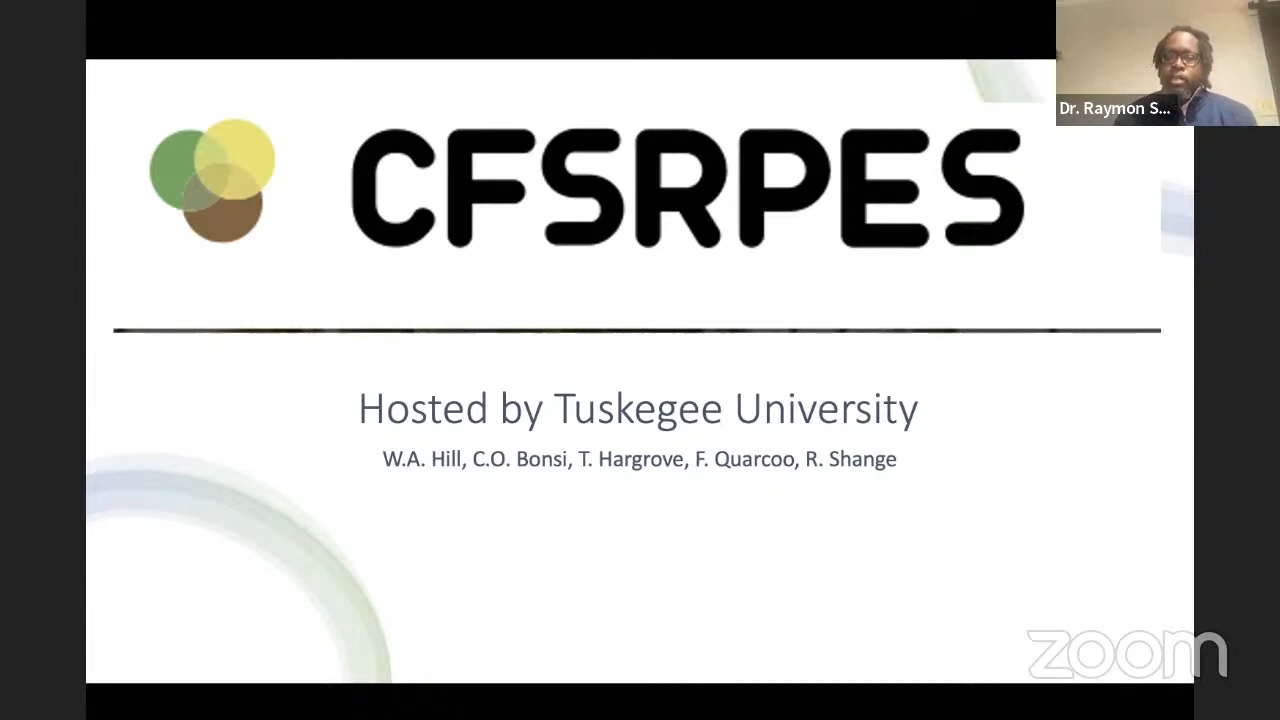 Dr. Raymon S...
CFSRPES
Hosted by Tuskegee University
W.A. Hill, C.O. Bonsi, T. Hargrove, F. Quarcoo, R. Shange
zoom